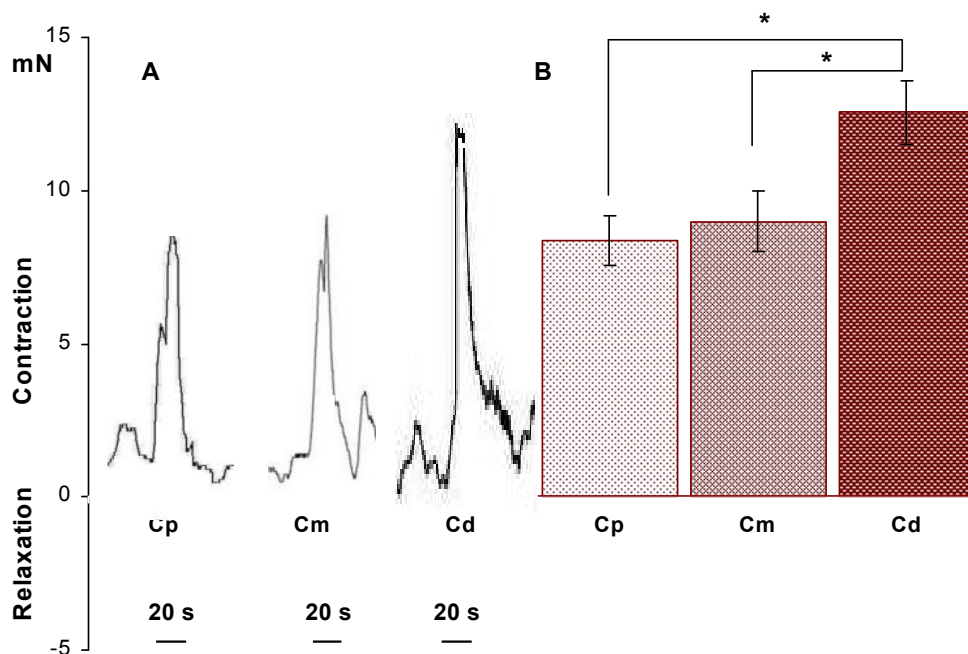 15
mN
A
B
*
*
10
Contraction
5
0
Cp
Cm
Cd
Cp
Cm
Cd
Relaxation
20 s
20 s
20 s
-5